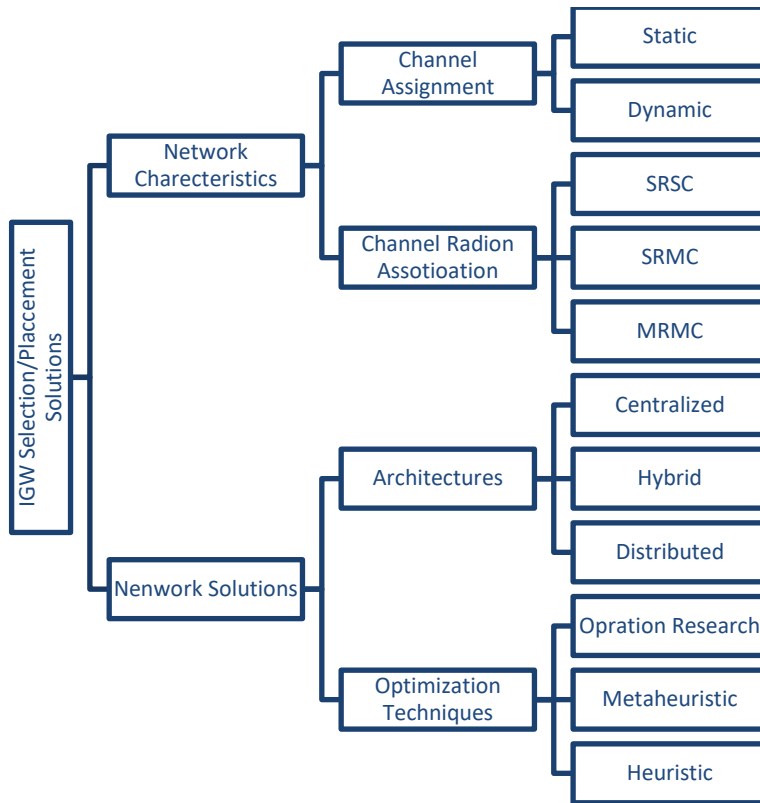 IGW Selection/Placcement
Solutions
Network
Charecteristics
Channel
Assignment
Static
Dynamic
Channel Radion
Assotioation
SRSC
SRMC
MRMC
Nenwork Solutions
Architectures
Centralized
Hybrid
Distributed
Optimization
Techniques
Opration Research
Metaheuristic
Heuristic